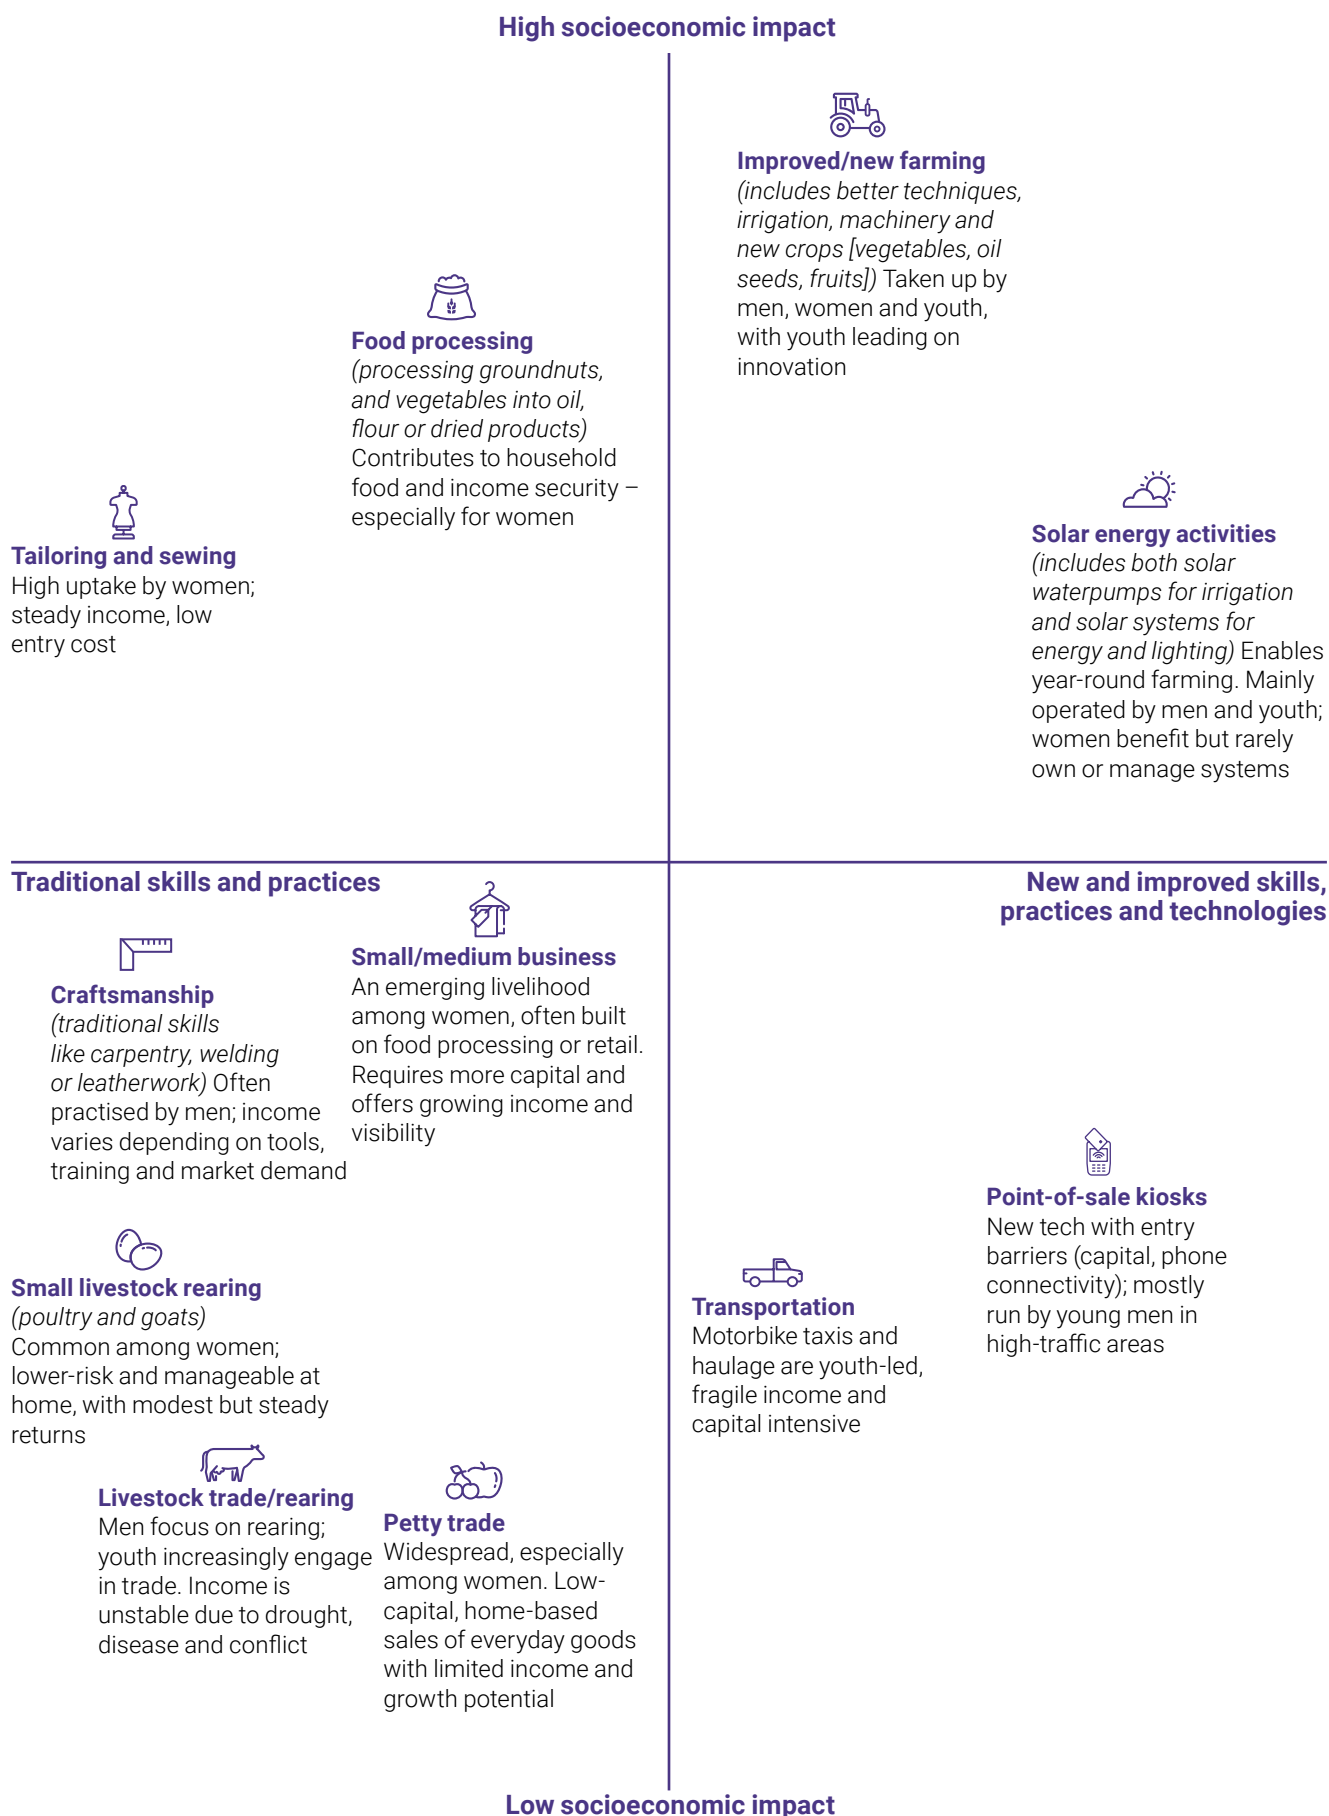 High socioeconomic impact
Improved/new farming
(includes better techniques,
irrigation, machinery and
new crops [vegetables, oil
seeds, fruits]) Taken up by
men, women and youth,
with youth leading on
innovation
Food processing
(processing groundnuts,
and vegetables into oil,
flour or dried products)
Contributes to household
food and income security –
especially for women
Tailoring and sewing
High uptake by women;
steady income, low
entry cost
Solar energy activities
(includes both solar
waterpumps for irrigation
and solar systems for
energy and lighting) Enables
year-round farming. Mainly
operated by men and youth;
women benefit but rarely
own or manage systems
Traditional skills and practices
New and improved skills,
practices and technologies
Small/medium business
An emerging livelihood
among women, often built
on food processing or retail.
Requires more capital and
offers growing income and
visibility
Craftsmanship
(traditional skills
like carpentry, welding
or leatherwork) Often
practised by men; income
varies depending on tools,
training and market demand
Point-of-sale kiosks
New tech with entry
barriers (capital, phone
connectivity); mostly
run by young men in
high-traffic areas
Small livestock rearing
(poultry and goats)
Common among women;
lower-risk and manageable at
home, with modest but steady
returns
Transportation
Motorbike taxis and
haulage are youth-led,
fragile income and
capital intensive
Livestock trade/rearing
Men focus on rearing;
youth increasingly engage
in trade. Income is
unstable due to drought,
disease and conflict
Petty trade
Widespread, especially
among women. Low-
capital, home-based
sales of everyday goods
with limited income and
growth potential
Low socioeconomic impact